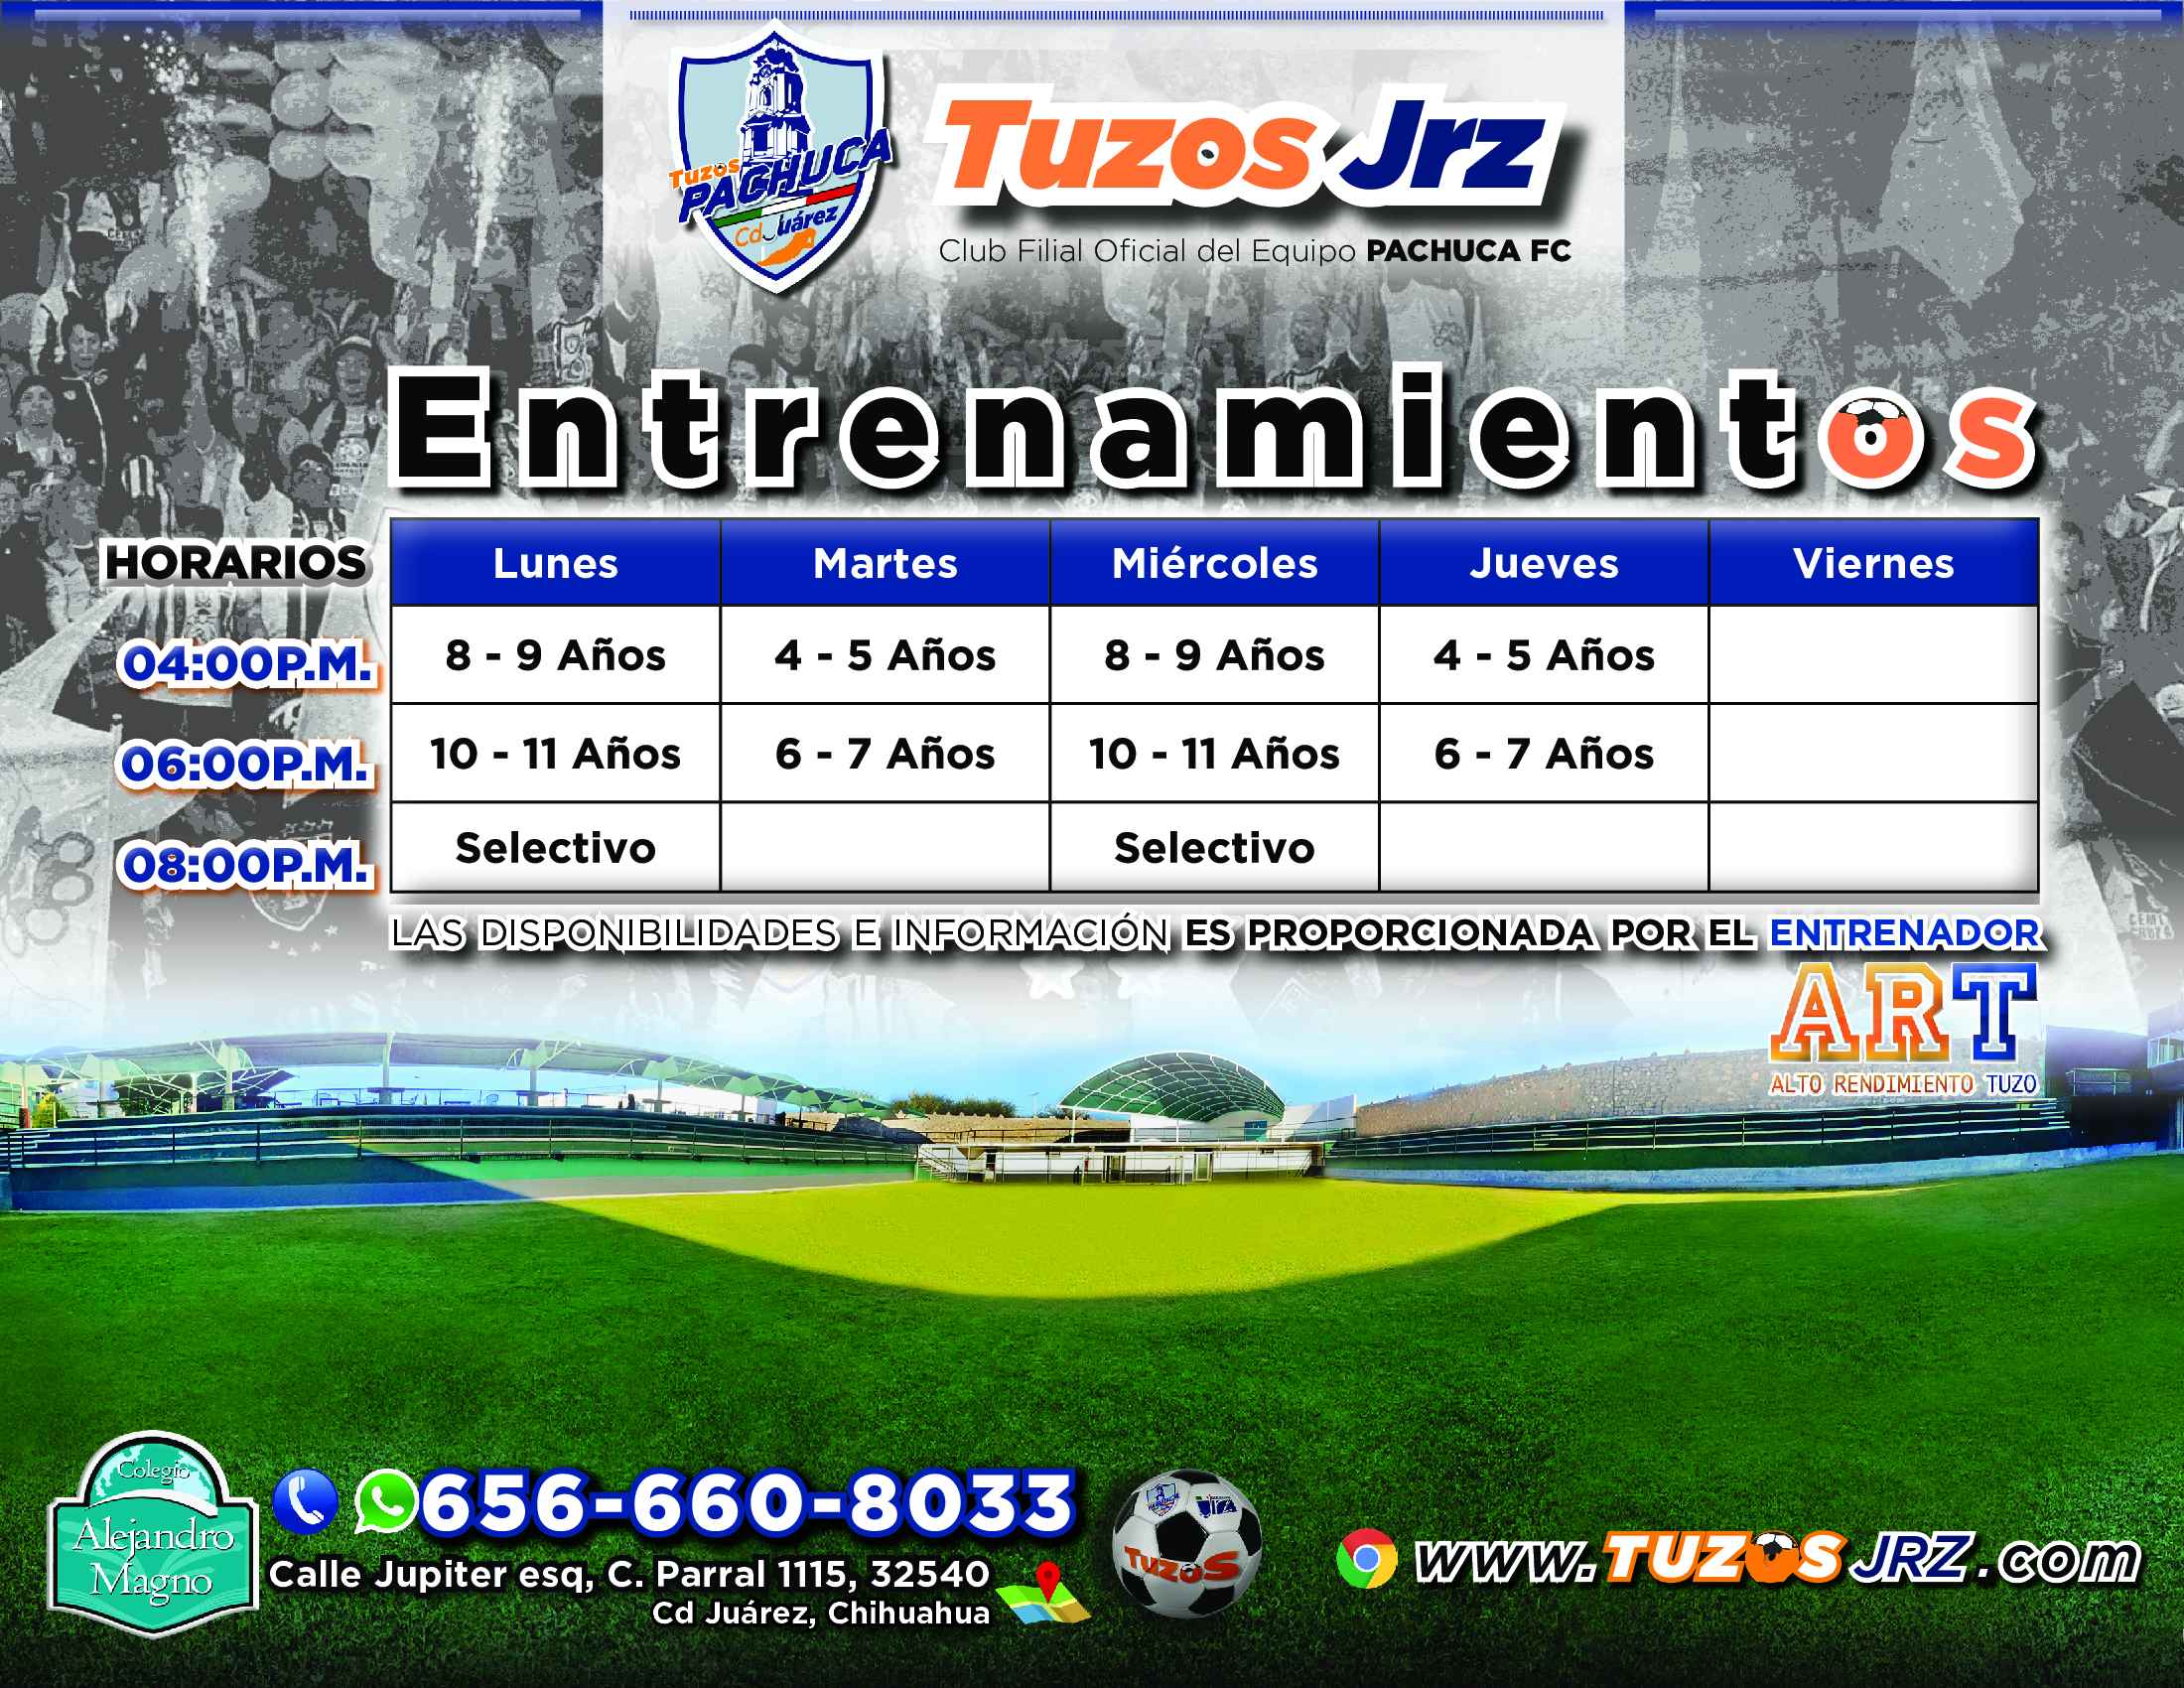 Tuzos
PACHUCA
Cd Juárez
Tuzos Jrz
Club Filial Oficial del Equipo PACHUCA FC
Entrenamientos
HORARIOS Lunes Martes Miércoles Jueves Viernes
04:00P.M. 8 - 9 Años 4 - 5 Años 8 - 9 Años 4 - 5 Años
06:00P.M. 10 - 11 Años 6 - 7 Años 10 - 11 Años 6 - 7 Años
08:00P.M. Selectivo Selectivo
LAS DISPONIBILIDADES E INFORMACIÓN ES PROPORCIONADA POR EL ENTRENADOR
ART
ALTO RENDIMIENTO TUZO
Colegio
Alejandro
Magno
656-660-8033
Calle Jupiter esq, C. Parral 1115, 32540
Cd Juárez, Chihuahua
TUZOS
www.TUZOSJRZ.com